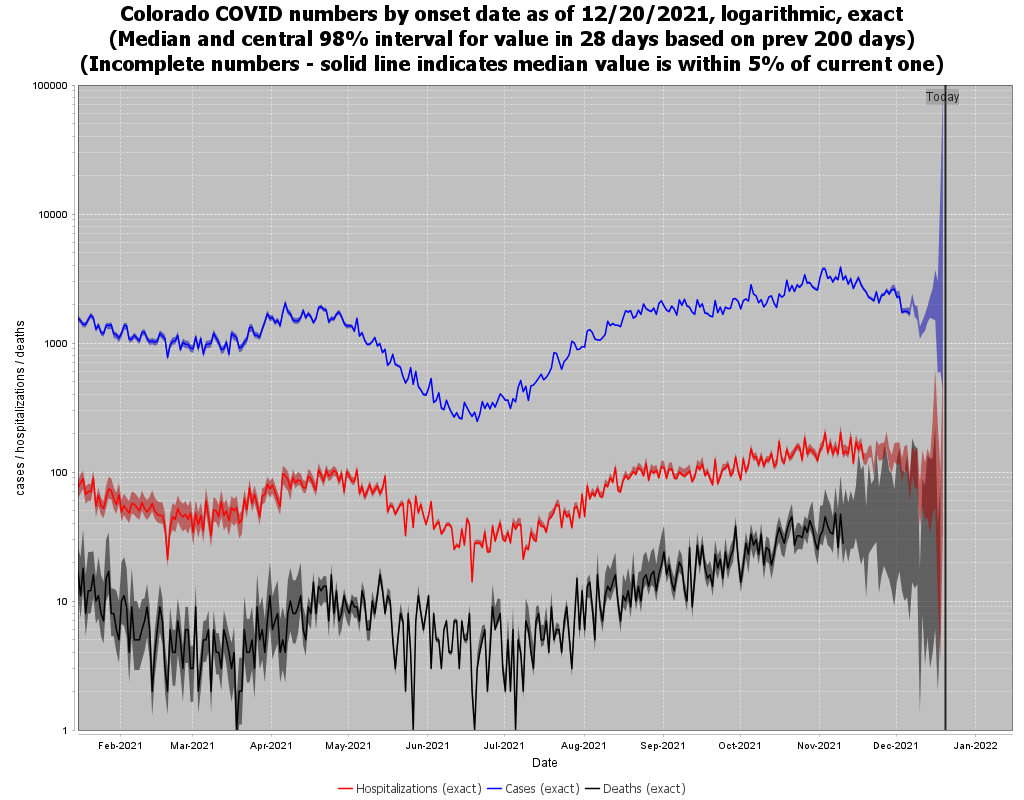 Colorado COVID numbers by onset date as of 12/20/2021, logarithmic, exact
(Median and central 98% interval for value in 28 days based on prev 200 days)
(Incomplete numbers - solid line indicates median value is within 5% of current one)
Today
100000
10000
1000
100
10
1
cases / hospitalizations / deaths
Feb-2021 Mar-2021 Apr-2021 May-2021 Jun-2021 Jul-2021 Aug-2021 Sep-2021 Oct-2021 Nov-2021 Dec-2021 Jan-2022
Date
Hospitalizations (exact) Cases (exact) Deaths (exact)